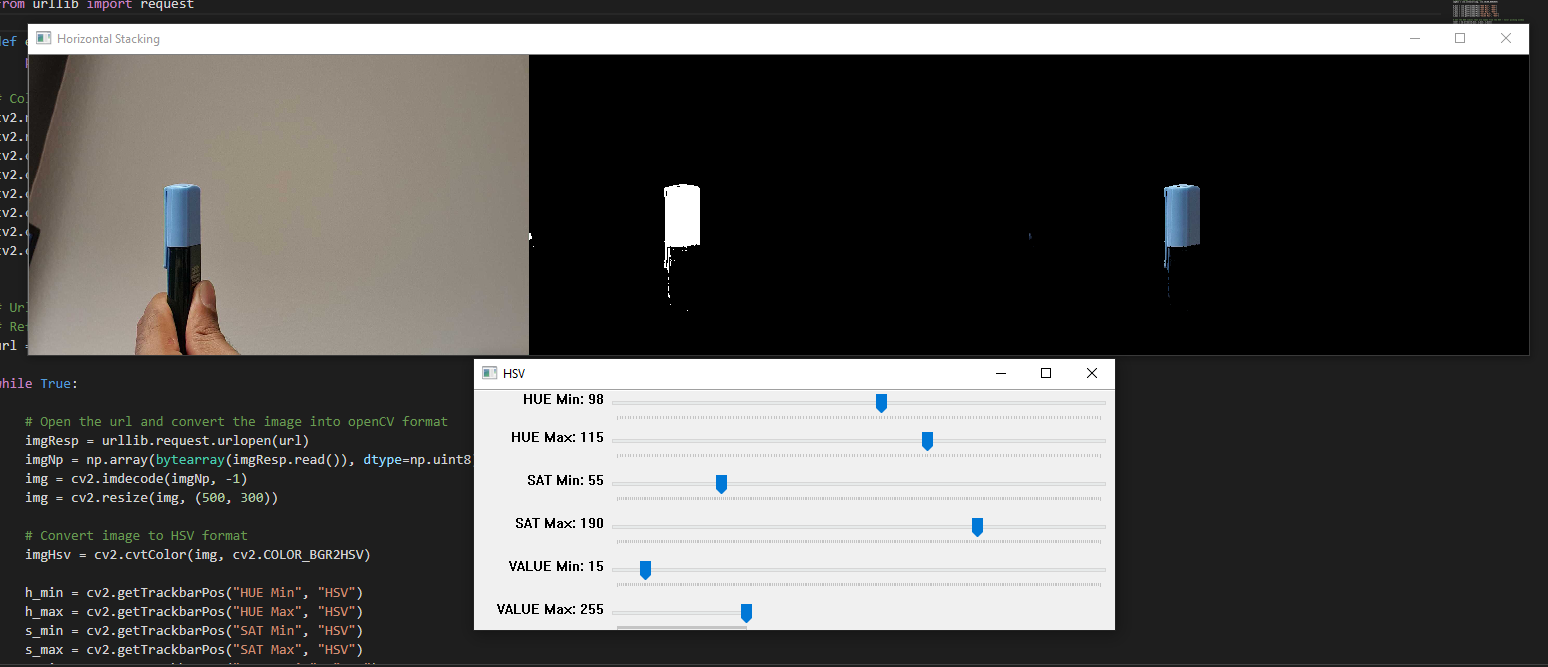 from urllib import request
Horizontal Stacking
def
# Co
cv2.
cv2.
cv2.
cv2.
cv2.
cv2.
cv2.
cv2.
# Ur
# Re
url =
while True:
# Open the url and convert the image into openCV format
imgResp = urllib.request.urlopen(url)
imgNp = np.array(bytearray(imgResp.read()), dtype=np.uint8
img = cv2.imdecode(imgNp, -1)
img = cv2.resize(img, (500, 300))
# Convert image to HSV format
imgHsv = cv2.cvtColor(img, cv2.COLOR_BGR2HSV)
h_min = cv2.getTrackbarPos("HUE Min", "HSV")
h_max = cv2.getTrackbarPos("HUE Max", "HSV")
s_min = cv2.getTrackbarPos("SAT Min", "HSV")
s_max = cv2.getTrackbarPos("SAT Max", "HSV")
HSV
HUE Min: 98
HUE Max: 115
SAT Min: 55
SAT Max: 190
VALUE Min: 15
VALUE Max: 255